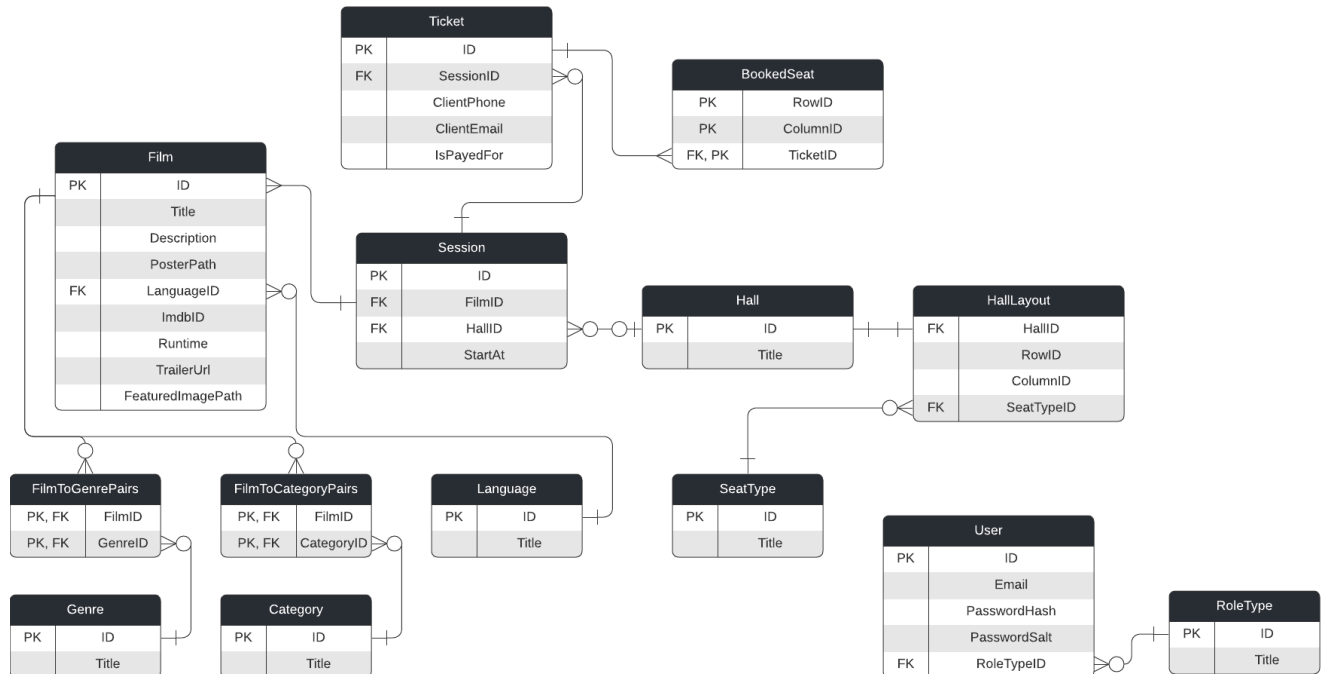 Ticket
PK ID
FK SessionID
ClientPhone
ClientEmail
IsPayedFor
BookedSeat
PK RowID
PK ColumnID
FK, PK TicketID
Film
PK ID
Title
Description
PosterPath
FK LanguageID
ImdbID
Runtime
TrailerUrl
FeaturedImagePath
Session
PK ID
FK FilmID
FK HallID
StartAt
Hall
PK ID
Title
HallLayout
FK HallID
RowID
ColumnID
FK SeatTypeID
FilmToGenrePairs
PK, FK FilmID
PK, FK GenreID
FilmToCategoryPairs
PK, FK FilmID
PK, FK CategoryID
Language
PK ID
Title
SeatType
PK ID
Title
User
PK ID
Email
PasswordHash
PasswordSalt
FK RoleTypeID
RoleType
PK ID
Title
Genre
PK ID
Title
Category
PK ID
Title